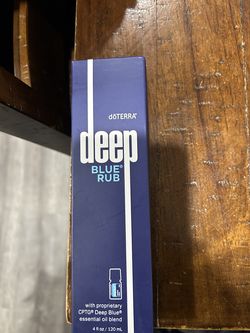 dōTERRA®
deep
BLUE®
RUB
with proprietary
CPTG® Deep Blue®
essential oil blend
4 fl oz / 120 mL